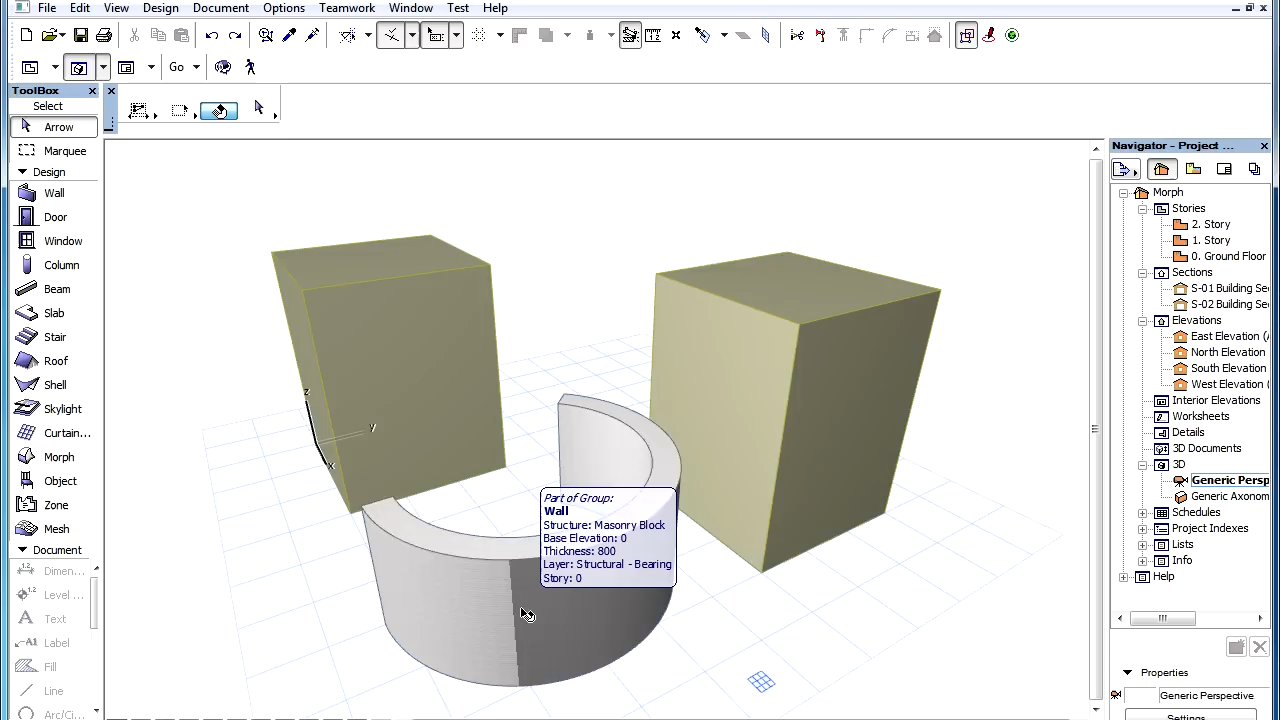 File Edit View Design Document Options Teamwork Window Test Help
Go
ToolBox
Select
Arrow
Marquee
Design
Wall
Door
Window
Column
Beam
Slab
Stair
Roof
Shell
Skylight
Curtain...
Morph
Object
Zone
Mesh
Document
Dimen...
Level ...
Text
Label
Fill
Line
Arc/Ci...
z
y
x
Part of Group:
Wall
Structure: Masonry Block
Base Elevation: 0
Thickness: 800
Layer: Structural - Bearing
Story: 0
Navigator - Project ...
Morph
Stories
2. Story
1. Story
0. Ground Floor
Sections
S-01 Building Se
S-02 Building Se
Elevations
East Elevation (
North Elevation
South Elevation
West Elevation (
Interior Elevations
Worksheets
Details
3D Documents
3D
Generic Persp
Generic Axonom
Schedules
Project Indexes
Lists
Info
Help
Properties
Generic Perspective
Settings